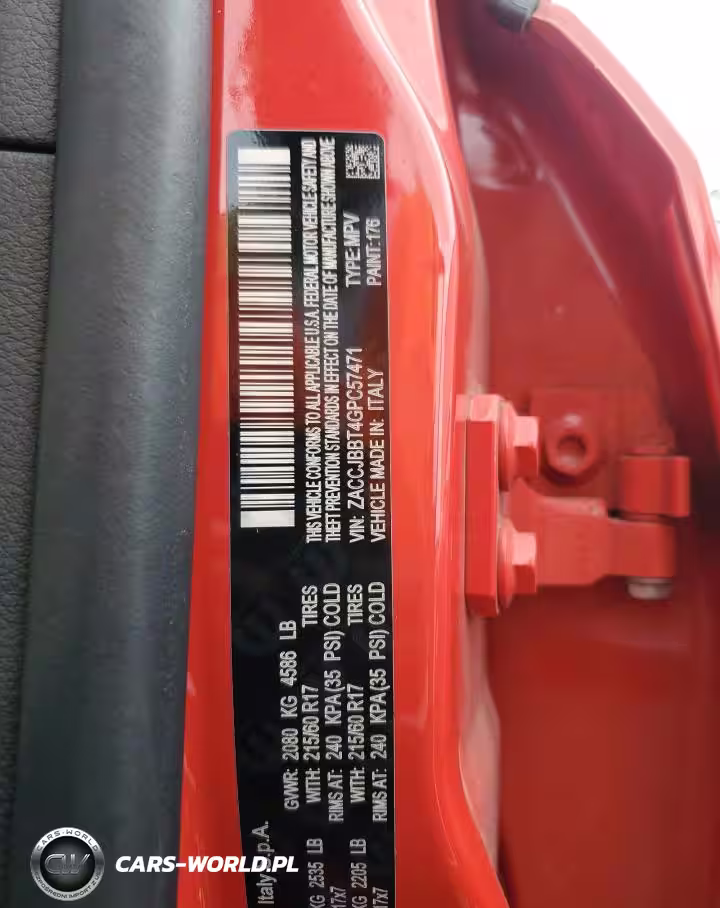 Italy S.p.A.
GVWR: 2080 KG 4586 LB
KG 2535 LB WITH: 215/60 R17 TIRES
17x7 RIMS AT: 240 KPA(35 PSI) COLD
KG 2205 LB WITH: 215/60 R17 TIRES
17x7 RIMS AT: 240 KPA(35 PSI) COLD
THIS VEHICLE CONFORMS TO ALL APPLICABLE U.S.A. FEDERAL MOTOR VEHICLE SAFETY AND
THEFT PREVENTION STANDARDS IN EFFECT ON THE DATE OF MANUFACTURE SHOWN ABOVE
VIN: ZACCJBBT4GPC57471 TYPE:MPV
VEHICLE MADE IN: ITALY PAINT:176
CW
CARS-WORLD.PL